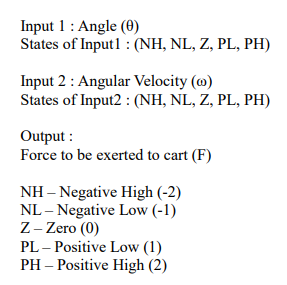 Input 1 : Angle (θ)
States of Input1 : (NH, NL, Z, PL, PH)
Input 2 : Angular Velocity (ω)
States of Input2 : (NH, NL, Z, PL, PH)
Output :
Force to be exerted to cart (F)
NH – Negative High (-2)
NL – Negative Low (-1)
Z – Zero (0)
PL – Positive Low (1)
PH – Positive High (2)